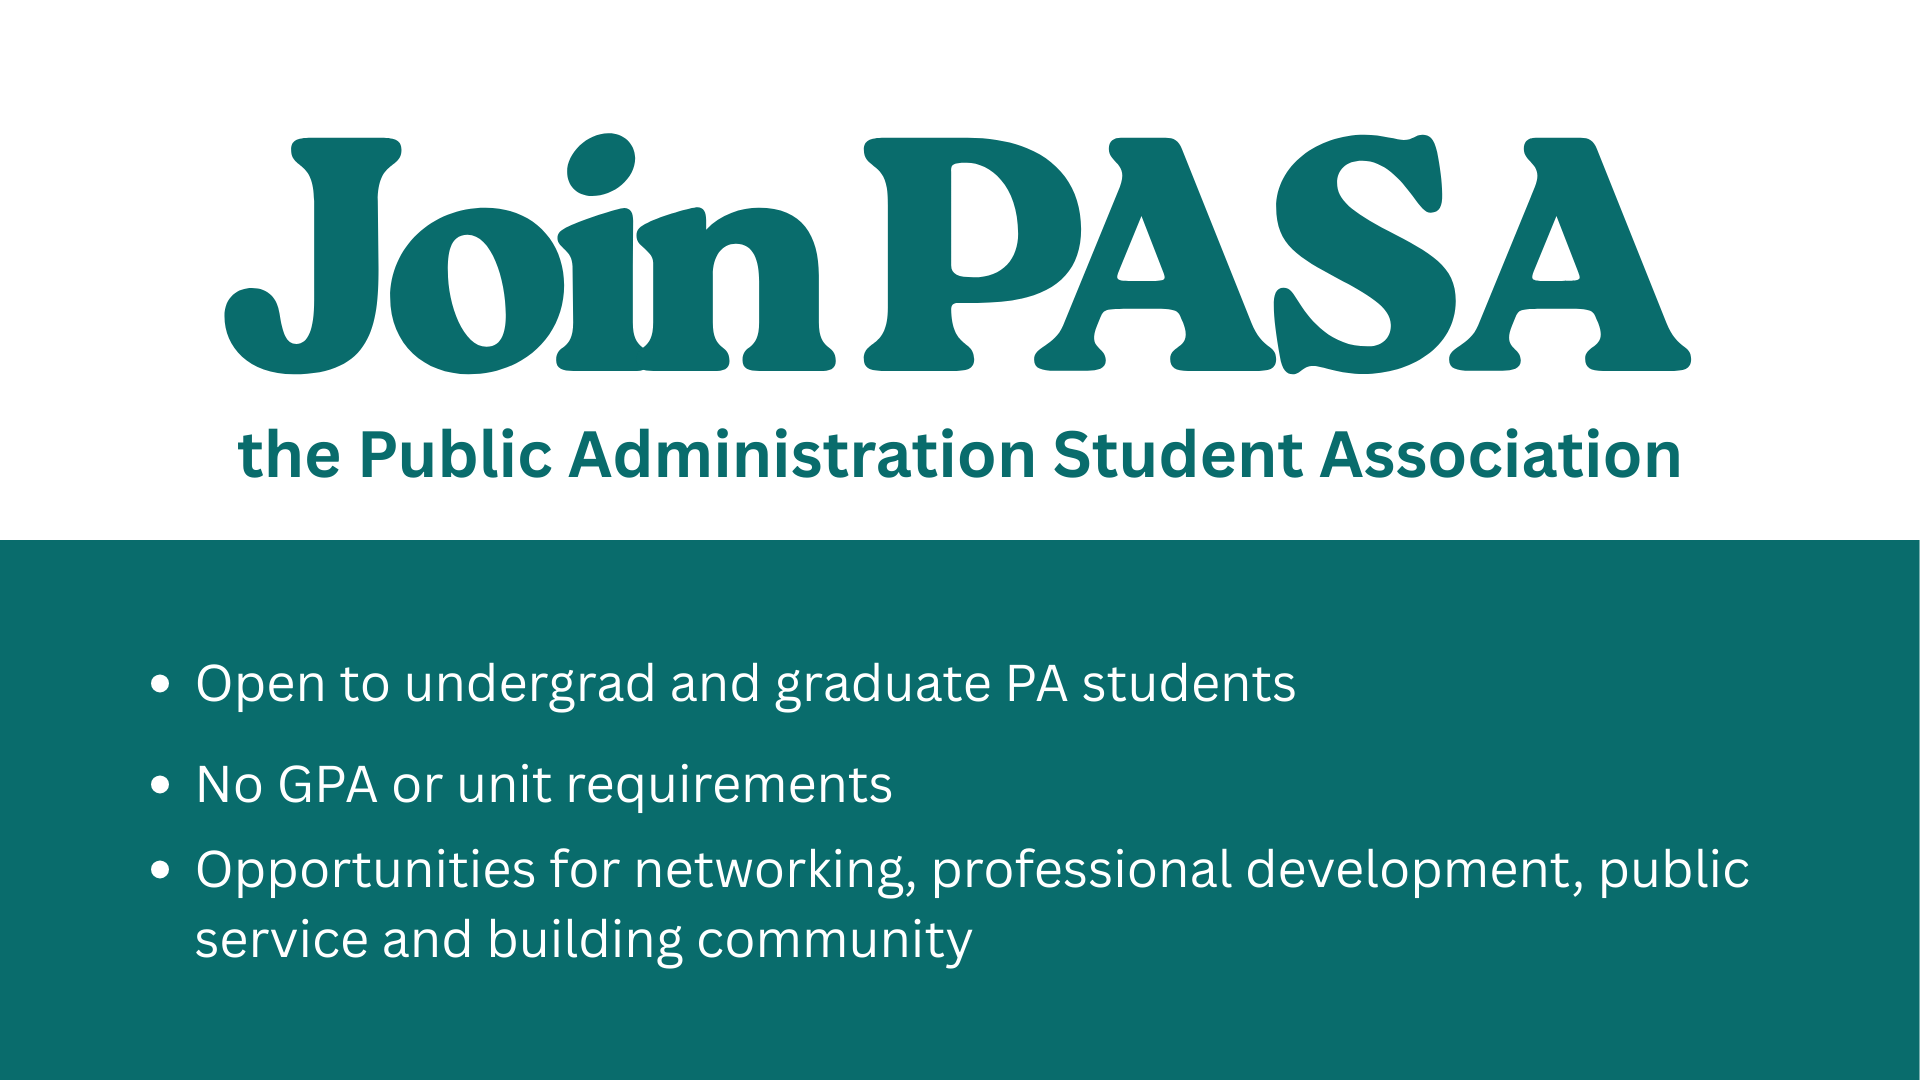 Join PASA
the Public Administration Student Association
• Open to undergrad and graduate PA students
• No GPA or unit requirements
• Opportunities for networking, professional development, public
service and building community